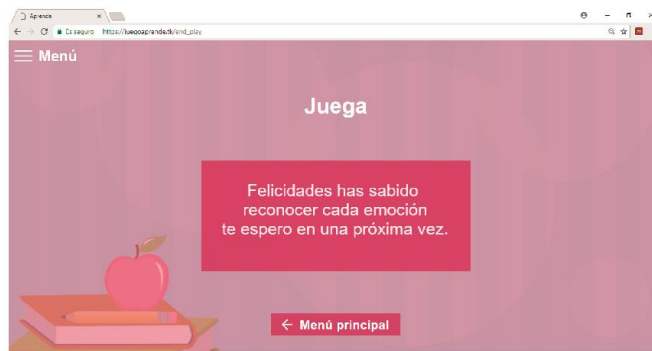 Aprende
Es seguro https://juegoaprende.tk/end_play
Menú
Juega
Felicidades has sabido
reconocer cada emoción
te espero en una próxima vez.
Menú principal